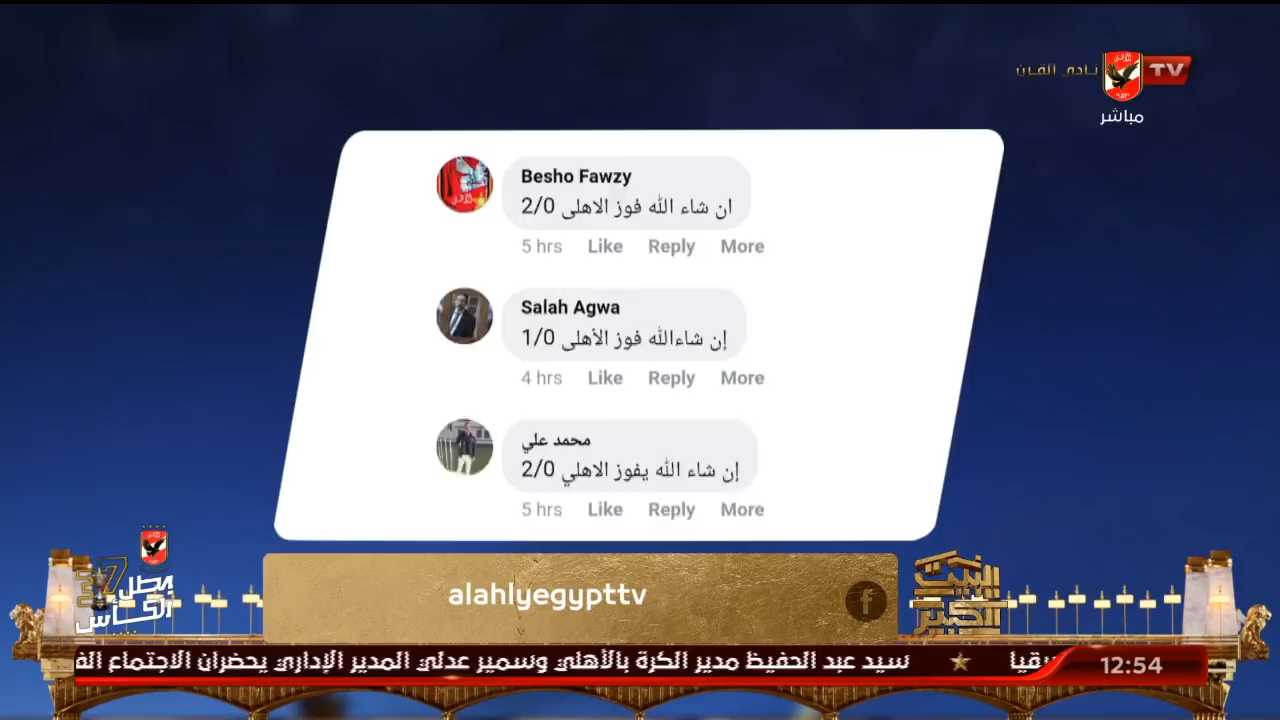 نادي القرن
TV
مباشر
Besho Fawzy
ان شاء الله فوز الاهلى 2/0
5 hrs Like Reply More
Salah Agwa
إن شاءالله فوز الأهلى 1/0
4 hrs Like Reply More
محمد علي
إن شاء الله يفوز الاهلي 2/0
5 hrs Like Reply More
بطل الكأس
37
alahlyegypttv
f
البيت
الكبير
ريقيا ★ سيد عبد الحفيظ مدير الكرة بالأهلي وسمير عدلي المدير الإداري يحضران الاجتماع الف
12:54